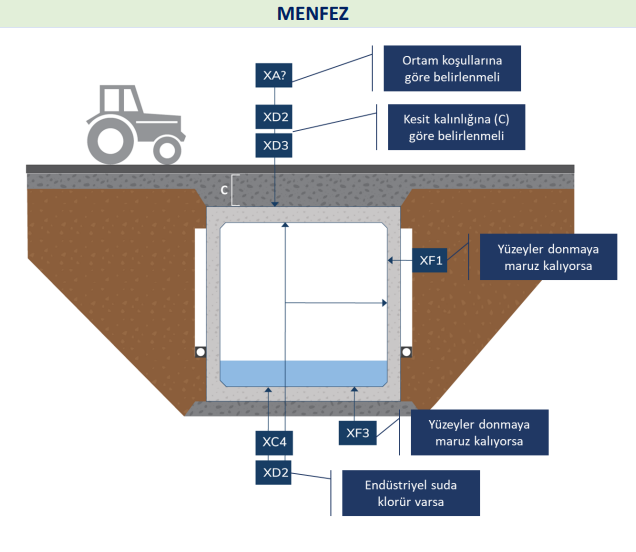 MENFEZ
XA?
Ortam koşullarına
göre belirlenmeli
XD2
XD3
Kesit kalınlığına (C)
göre belirlenmeli
C
XF1
Yüzeyler donmaya
maruz kalıyorsa
XF3
Yüzeyler donmaya
maruz kalıyorsa
XC4
XD2
Endüstriyel suda
klorür varsa